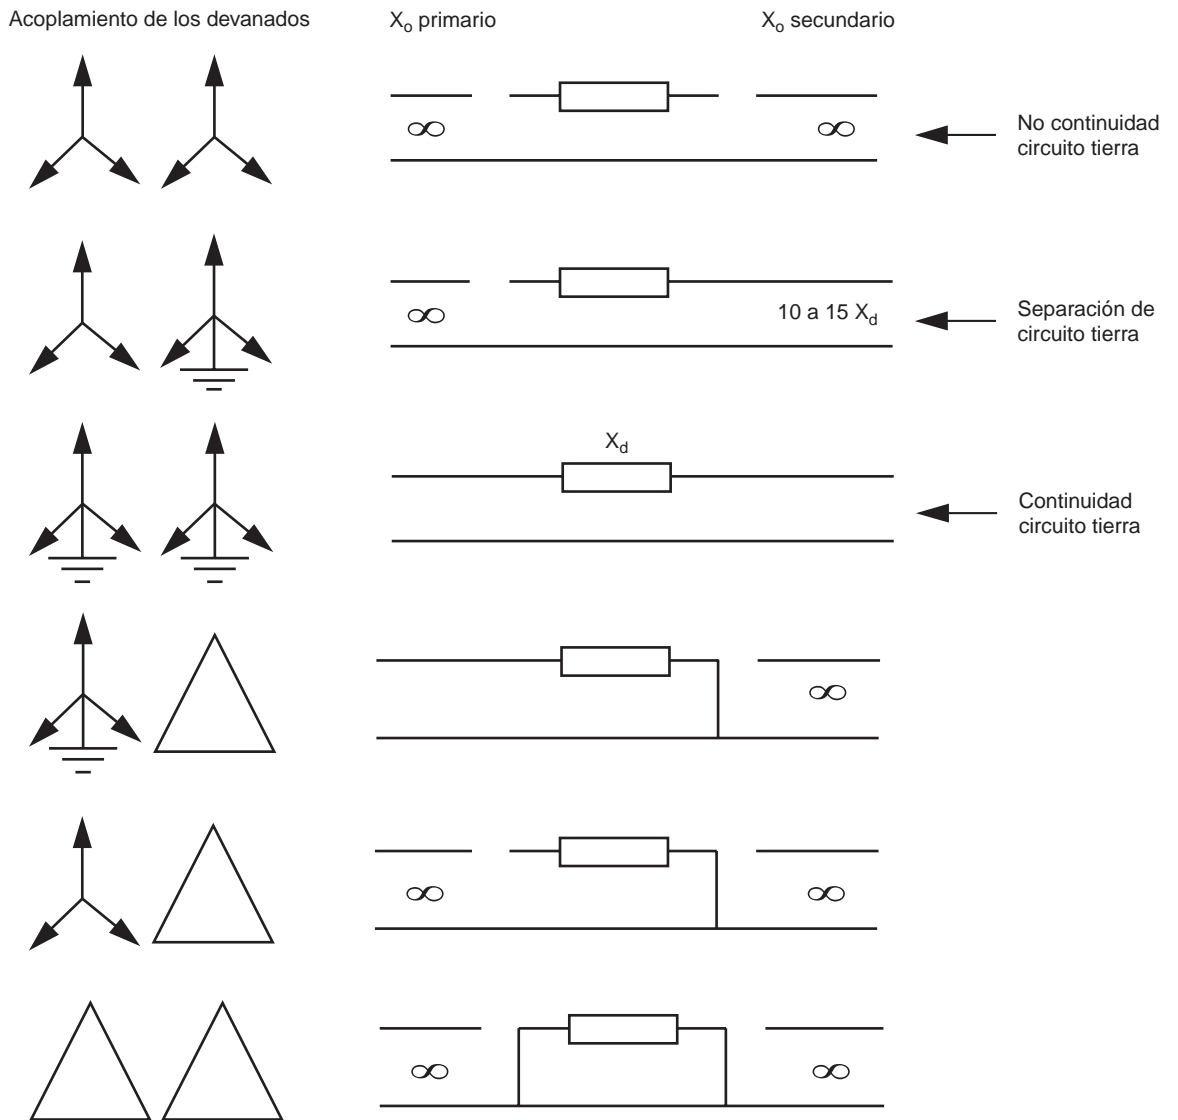 Acoplamiento de los devanados
Xo primario
Xo secundario
∞
∞
No continuidad
circuito tierra
∞
10 a 15 Xd
Separación de
circuito tierra
Xd
Continuidad
circuito tierra
∞
∞
∞
∞
∞